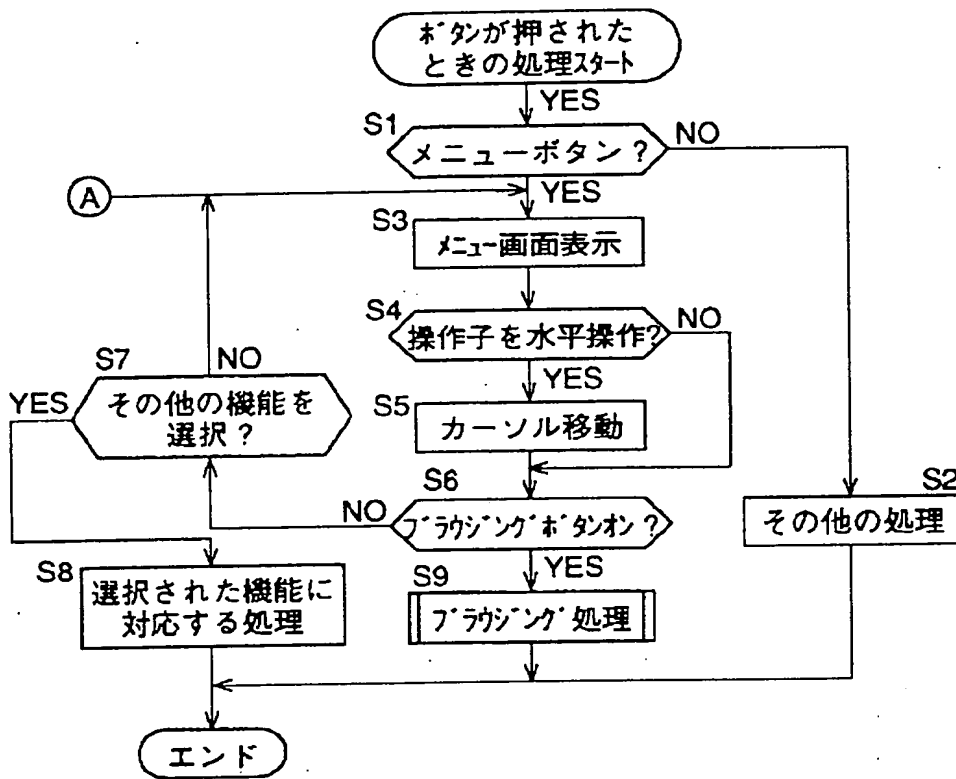 ボタンが押された
ときの処理スタート
YES
S1
メニューボタン?
NO
A
YES
S3
メニュー画面表示
S4
操作子を水平操作?
NO
S7
NO
YES
その他の機能を
選択?
YES
S5
カーソル移動
S6
NO
ブラウジングボタンオン?
S2
その他の処理
YES
S8
選択された機能に
対応する処理
S9
ブラウジング処理
エンド